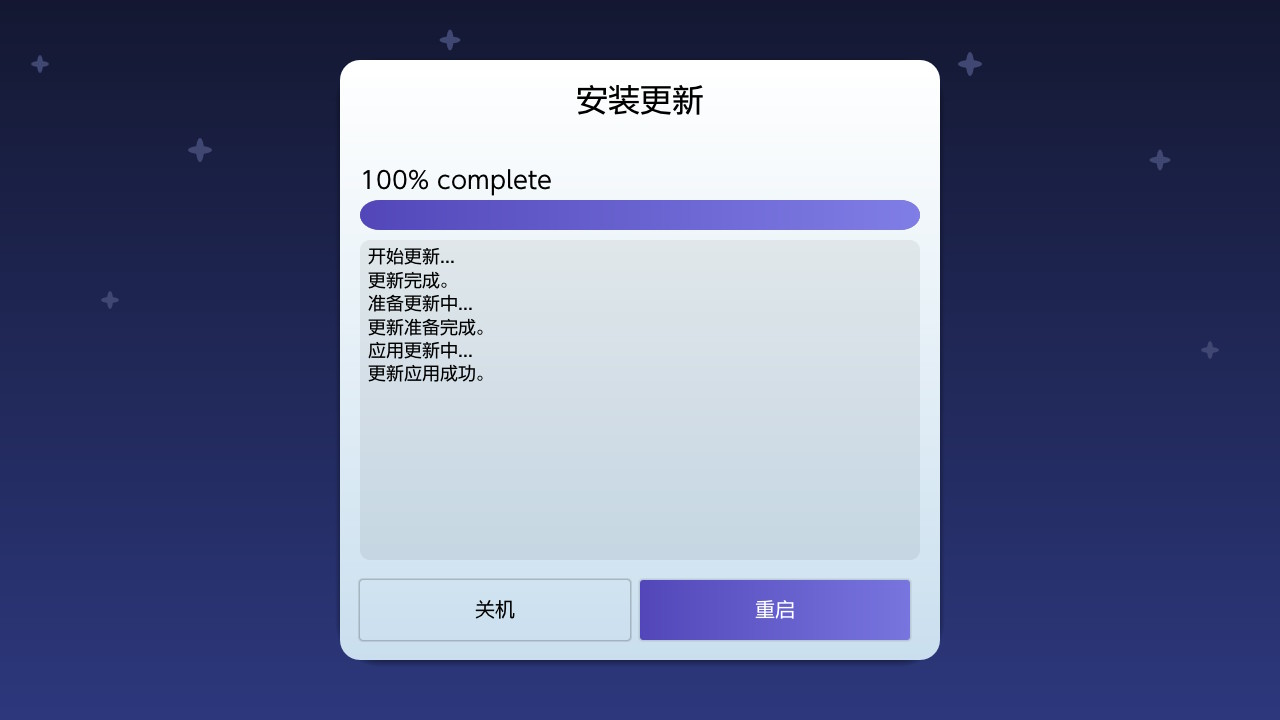 安装更新
100% complete
开始更新...
更新完成。
准备更新中...
更新准备完成。
应用更新中...
更新应用成功。
关机
重启